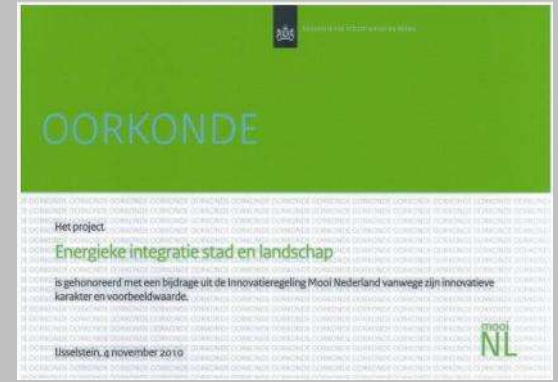 OORKONDE
Het project
Energieke integratie stad en landschap
is gehonoreerd met een bijdrage uit de Innovatieregeling Mooi Nederland vanwege zijn innovatieve
karakter en voorbeeldwaarde.
mooi
NL
IJsselstein, 4 november 2010